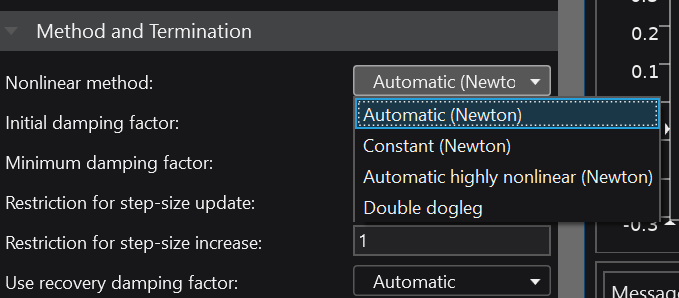 Method and Termination
0.2
Nonlinear method:
Automatic (Newto
0.1
Automatic (Newton)
Initial damping factor:
Constant (Newton)
Minimum damping factor:
Automatic highly nonlinear (Newton)
Restriction for step-size update:
Double dogleg
-0.3
Restriction for step-size increase:
1
Use recovery damping factor:
Automatic
Message